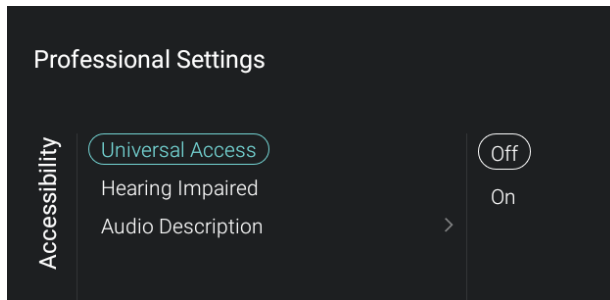 Professional Settings
Accessibility
Universal Access
Hearing Impaired
Audio Description
Off
On